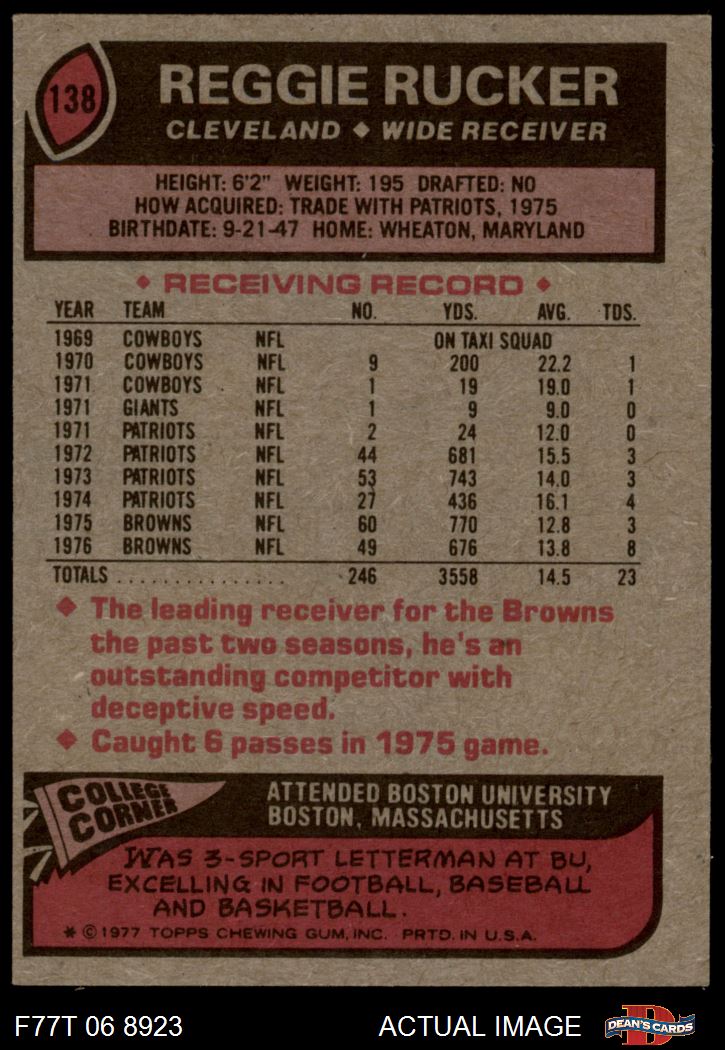 138
REGGIE RUCKER
CLEVELAND ◆ WIDE RECEIVER
HEIGHT: 6'2" WEIGHT: 195 DRAFTED: NO
HOW ACQUIRED: TRADE WITH PATRIOTS, 1975
BIRTHDATE: 9-21-47 HOME: WHEATON, MARYLAND
◆ RECEIVING RECORD ◆
YEAR TEAM NO. YDS. AVG. TDS.
1969 COWBOYS NFL ON TAXI SQUAD
1970 COWBOYS NFL 9 200 22.2 1
1971 COWBOYS NFL 1 19 19.0 1
1971 GIANTS NFL 1 9 9.0 0
1971 PATRIOTS NFL 2 24 12.0 0
1972 PATRIOTS NFL 44 681 15.5 3
1973 PATRIOTS NFL 53 743 14.0 3
1974 PATRIOTS NFL 27 436 16.1 4
1975 BROWNS NFL 60 770 12.8 3
1976 BROWNS NFL 49 676 13.8 8
TOTALS ............... 246 3558 14.5 23
◆ The leading receiver for the Browns
the past two seasons, he's an
outstanding competitor with
deceptive speed.
◆ Caught 6 passes in 1975 game.
COLLEGE
CORNER
ATTENDED BOSTON UNIVERSITY
BOSTON, MASSACHUSETTS
WAS 3-SPORT LETTERMAN AT BU,
EXCELLING IN FOOTBALL, BASEBALL
AND BASKETBALL.
* © 1977 TOPPS CHEWING GUM, INC. PRTD. IN U.S.A.
F77T 06 8923
ACTUAL IMAGE
D
DEAN'S CARDS